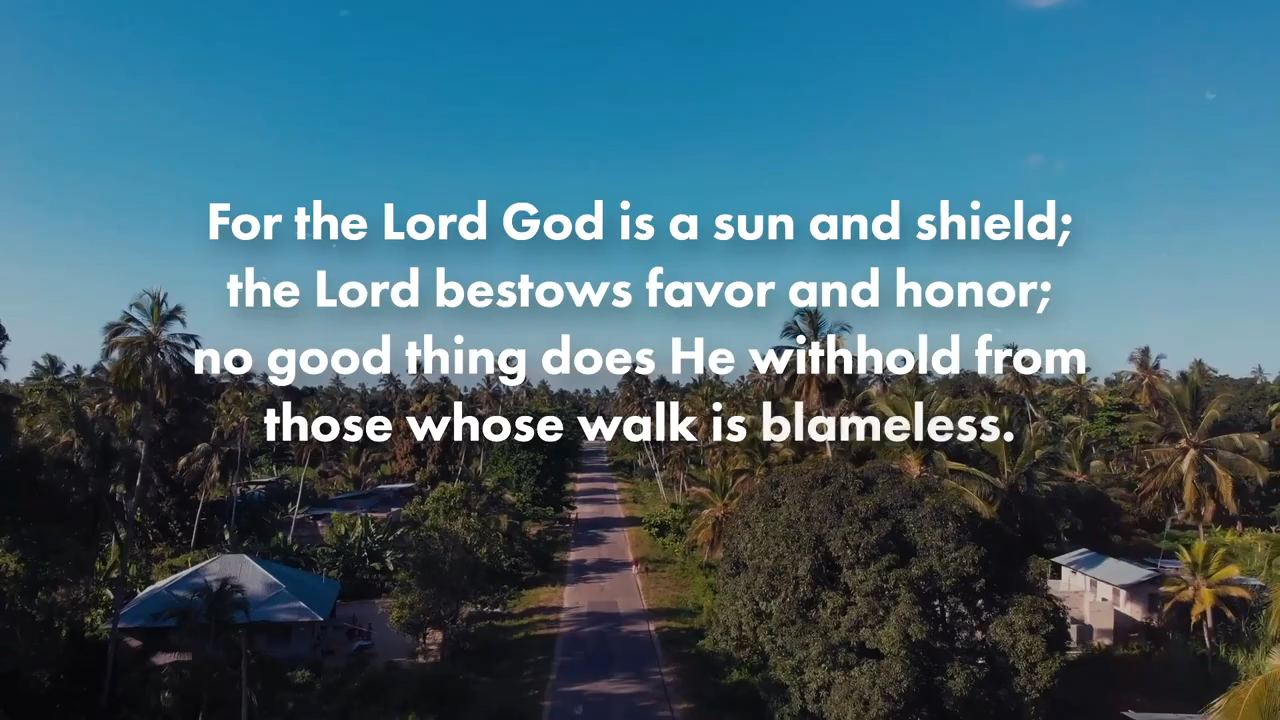 For the Lord God is a sun and shield;
the Lord bestows favor and honor;
no good thing does He withhold from
those whose walk is blameless.